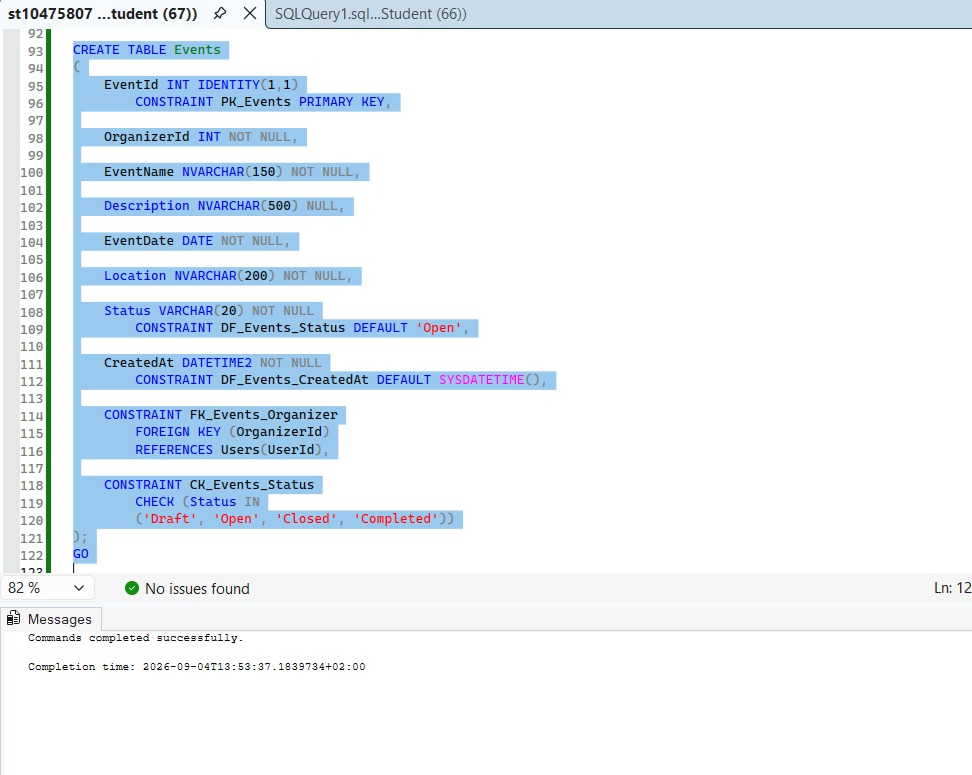 st10475807 ...tudent (67))
SQLQuery1.sql...Student (66))
92
93 CREATE TABLE Events
94 (
95 EventId INT IDENTITY(1,1)
96 CONSTRAINT PK_Events PRIMARY KEY,
97
98 OrganizerId INT NOT NULL,
99
100 EventName NVARCHAR(150) NOT NULL,
101
102 Description NVARCHAR(500) NULL,
103
104 EventDate DATE NOT NULL,
105
106 Location NVARCHAR(200) NOT NULL,
107
108 Status VARCHAR(20) NOT NULL
109 CONSTRAINT DF_Events_Status DEFAULT 'Open',
110
111 CreatedAt DATETIME2 NOT NULL
112 CONSTRAINT DF_Events_CreatedAt DEFAULT SYSDATETIME(),
113
114 CONSTRAINT FK_Events_Organizer
115 FOREIGN KEY (OrganizerId)
116 REFERENCES Users(UserId),
117
118 CONSTRAINT CK_Events_Status
119 CHECK (Status IN
120 ('Draft', 'Open', 'Closed', 'Completed'))
121 );
122 GO
123
82 %
No issues found
Ln: 12
Messages
Commands completed successfully.
Completion time: 2026-09-04T13:53:37.1839734+02:00